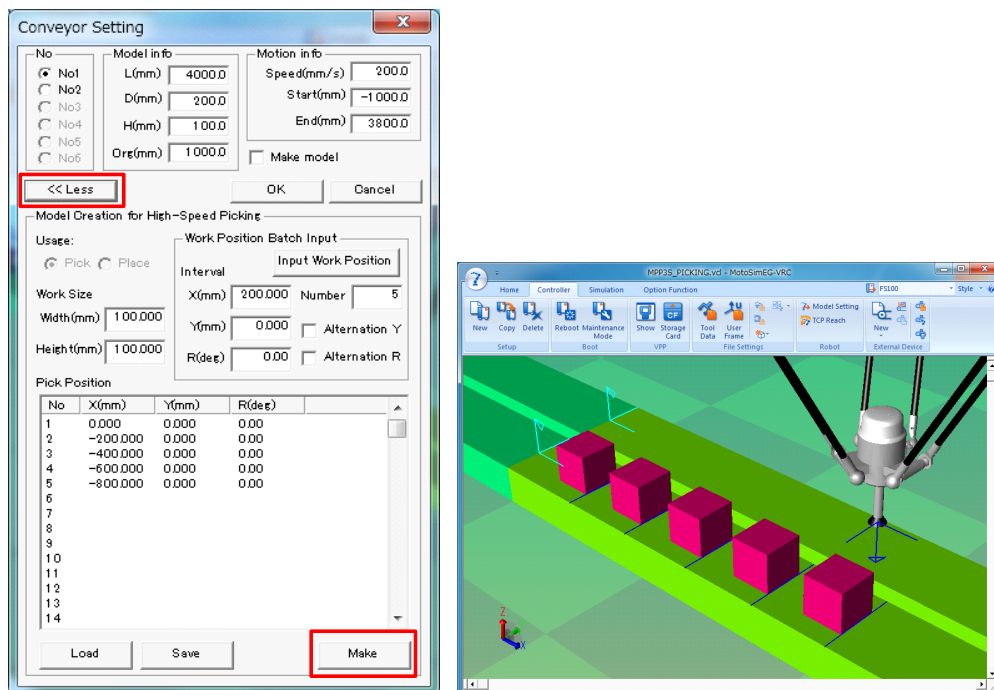 Conveyor Setting
No
No1
No2
No3
No4
No5
No6
Model info
L(mm) 4000.0
D(mm) 200.0
H(mm) 100.0
Org(mm) 1000.0
Motion info
Speed(mm/s) 200.0
Start(mm) -1000.0
End(mm) 3800.0
Make model
<< Less
OK
Cancel
Model Creation for High-Speed Picking
Usage:
Pick Place
Work Size
Width(mm) 100.000
Height(mm) 100.000
Work Position Batch Input
Interval
Input Work Position
X(mm) 200.000 Number 5
Y(mm) 0.000 Alternation Y
R(deg) 0.00 Alternation R
Pick Position
No X(mm) Y(mm) R(deg)
1 0.000 0.000 0.00
2 -200.000 0.000 0.00
3 -400.000 0.000 0.00
4 -600.000 0.000 0.00
5 -800.000 0.000 0.00
6
7
8
9
10
11
12
13
14
Load
Save
Make
MPP3S_PICKING.vcl - MotoSimEG-VRC
Home Controller Simulation Option Function
FS100
Style
New Copy Delete
Setup
Reboot Maintenance Mode
Boot
Show Storage Card
VPP
Tool Data User Frame
File Settings
Model Setting
TCP Reach
Robot
New
External Device
Z
X